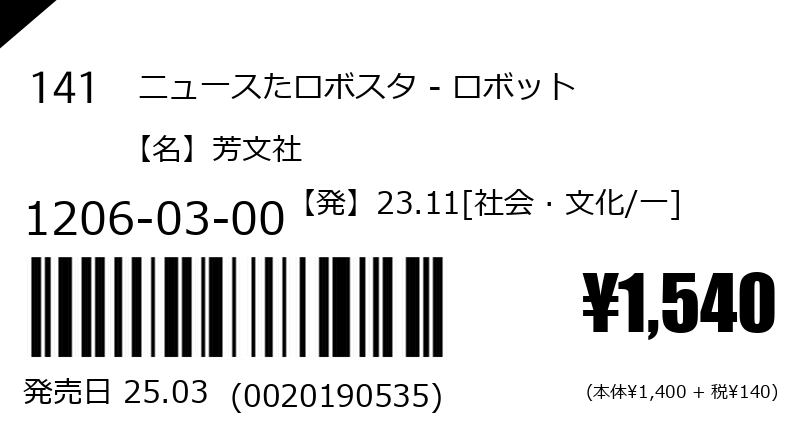 141 ニュースたロボスタ - ロボット
【名】芳文社
1206-03-00【発】23.11[社会・文化/一]
¥1,540
発売日 25.03 (0020190535)
(本体¥1,400 + 税¥140)